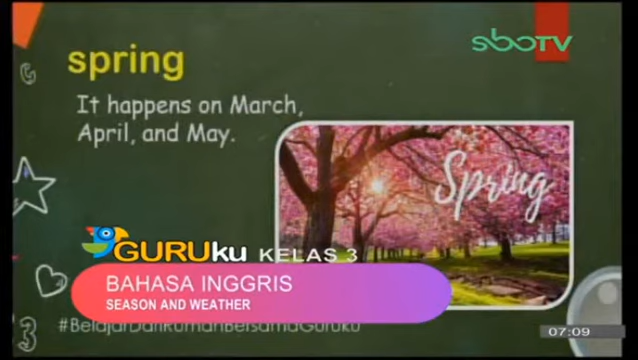 sboTV
spring
It happens on March,
April, and May.
Spring
GURUku KELAS 3
BAHASA INGGRIS
SEASON AND WEATHER
#BelajarDariRumahBersamaGuruku
07:09